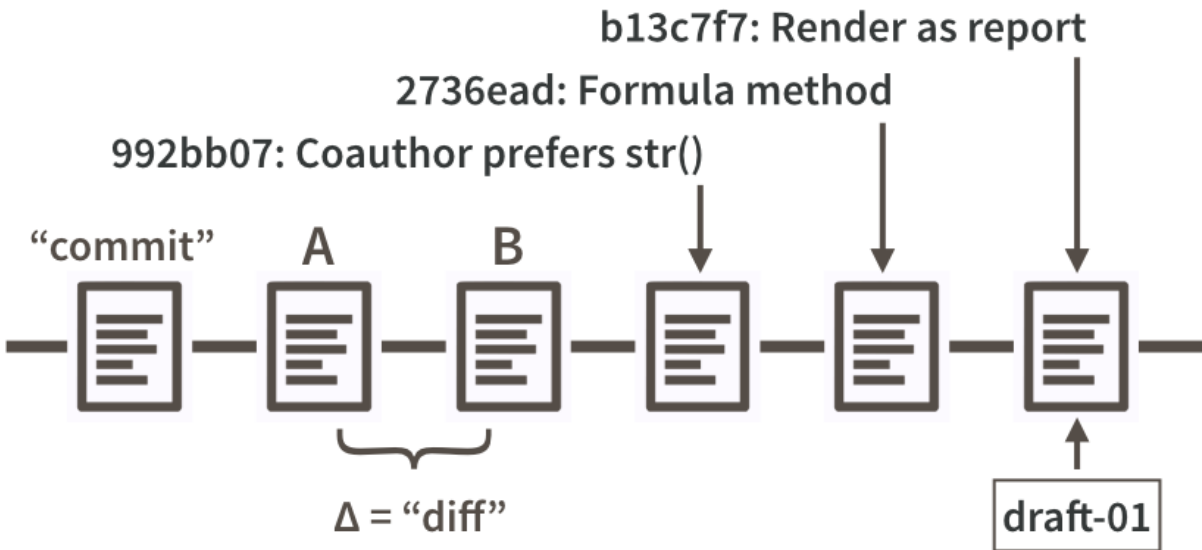 b13c7f7: Render as report
2736ead: Formula method
992bb07: Coauthor prefers str()
“commit”
A
B
Δ = “diff”
draft-01